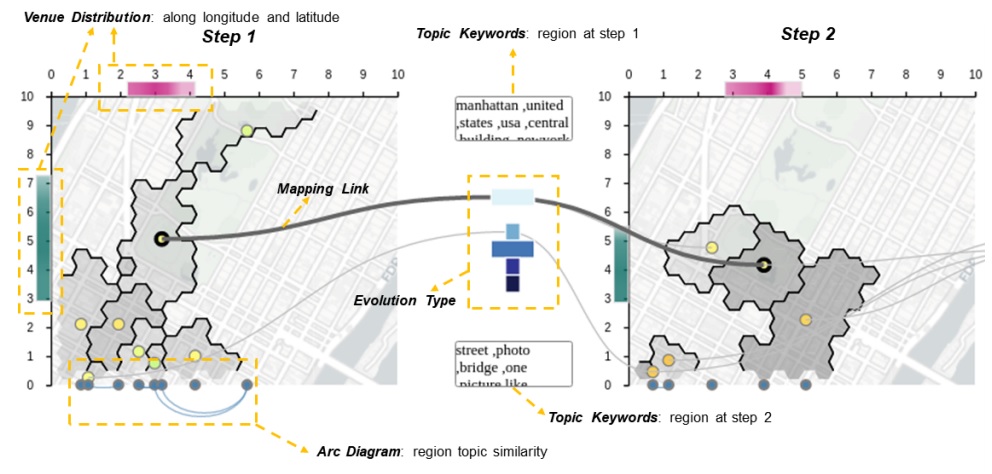 Venue Distribution: along longitude and latitude
Step 1
Topic Keywords: region at step 1
Step 2
0 1 2 3 4 5 6 7 8 9 10
0 1 2 3 4 5 6 7 8 9 10
10
9
8
7
6
5
4
3
2
1
0
manhattan ,united
,states ,usa ,central
,building ,newyork
10
9
8
7
6
5
4
3
2
1
0
Mapping Link
Evolution Type
street ,photo
,bridge ,one
,picture ,like
Topic Keywords: region at step 2
Arc Diagram: region topic similarity